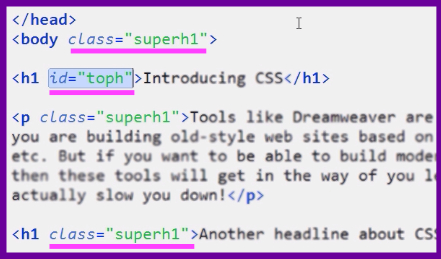 </head>
<body class="superh1">
<h1 id="toph">Introducing CSS</h1>
<p class="superh1">Tools like Dreamweaver are
you are building old-style web sites based on
etc. But if you want to be able to build mode
then these tools will get in the way of you l
actually slow you down!</p>
<h1 class="superh1">Another headline about CS